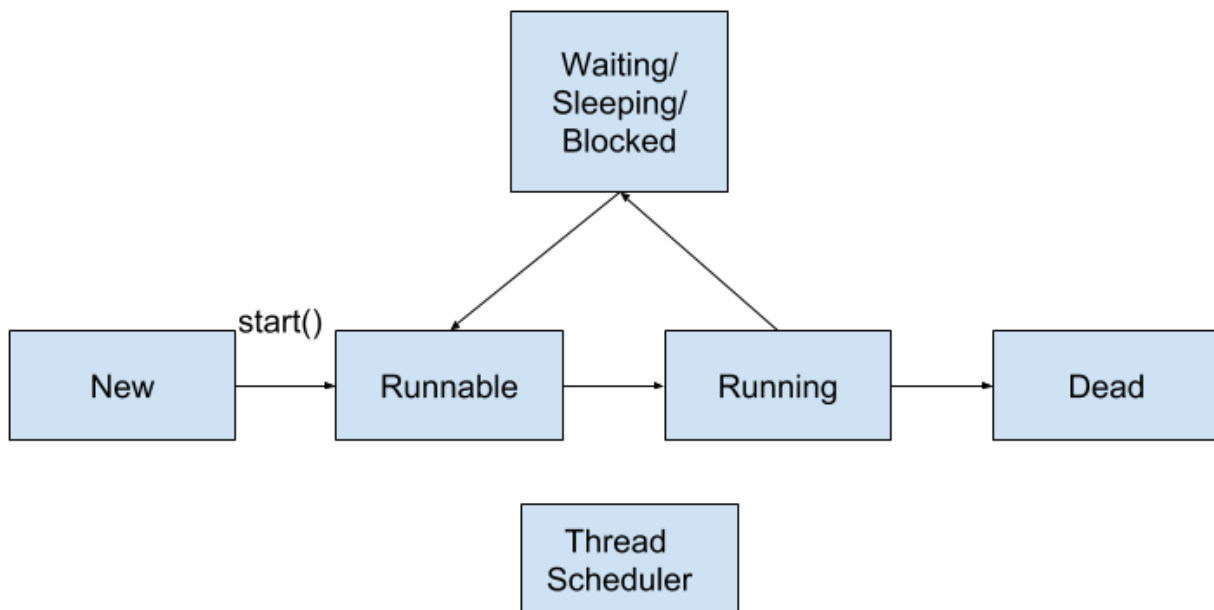 Waiting/
Sleeping/
Blocked
start()
New
Runnable
Running
Dead
Thread
Scheduler